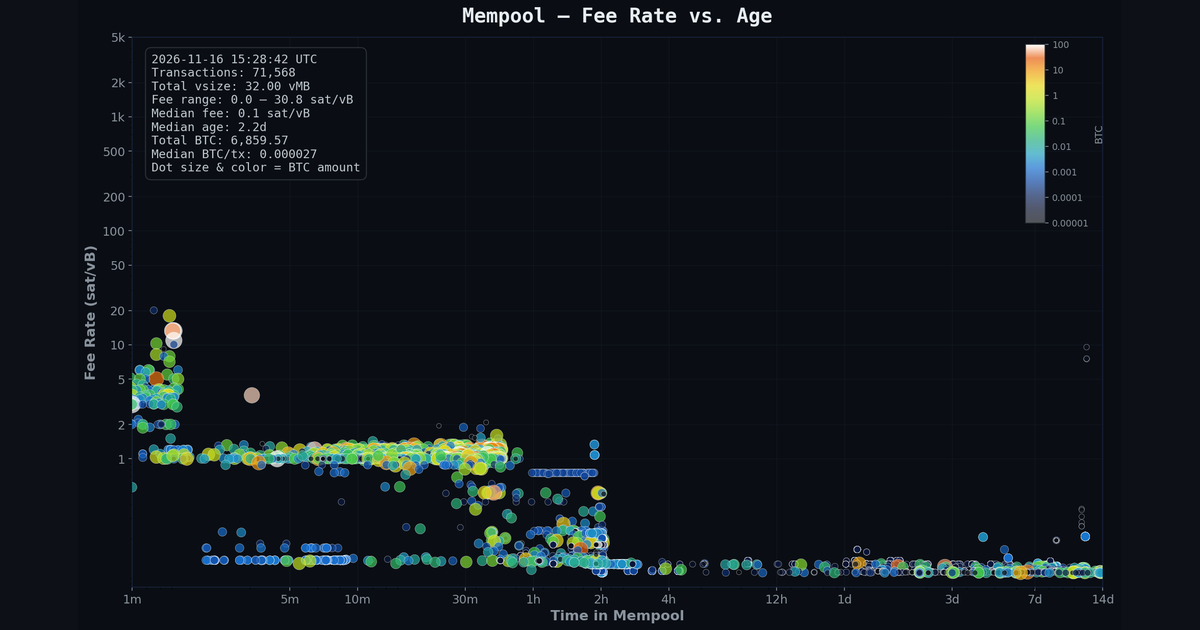 Mempool — Fee Rate vs. Age
2026-11-16 15:28:42 UTC
Transactions: 71,568
Total vsize: 32.00 vMB
Fee range: 0.0 — 30.8 sat/vB
Median fee: 0.1 sat/vB
Median age: 2.2d
Total BTC: 6,859.57
Median BTC/tx: 0.000027
Dot size & color = BTC amount
100
10
1
0.1
0.01
0.001
0.0001
0.00001
BTC
Fee Rate (sat/vB)
5k
2k
1k
500
200
100
50
20
10
5
2
1
1m
5m
10m
30m
1h
2h
4h
12h
1d
3d
7d
14d
Time in Mempool